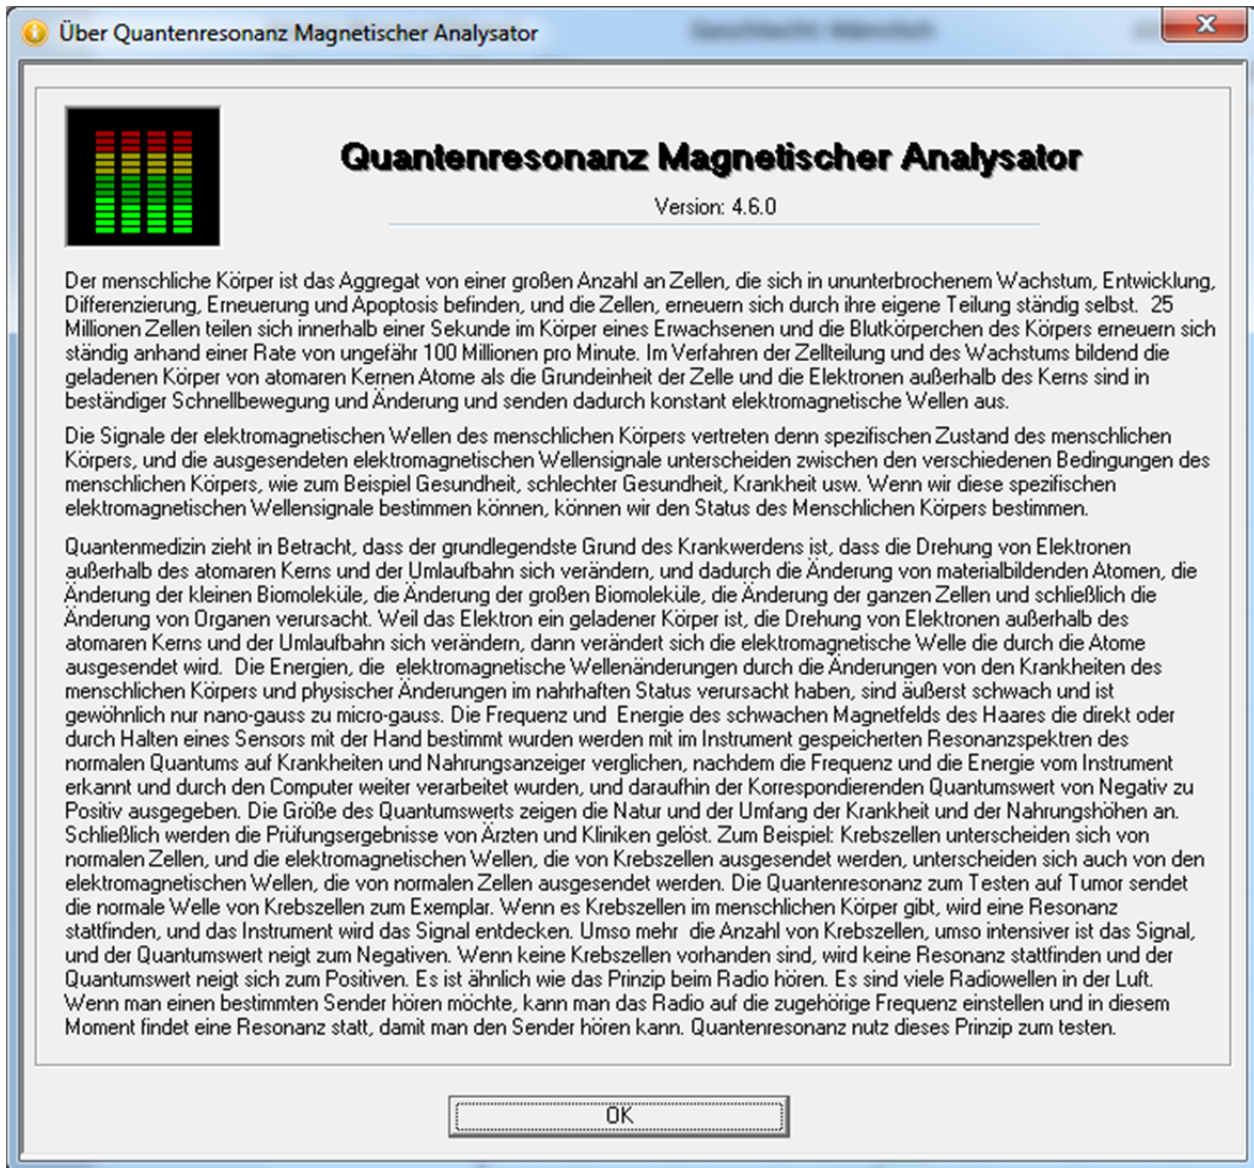 Über Quantenresonanz Magnetischer Analysator
Quantenresonanz Magnetischer Analysator
Version: 4.6.0
Der menschliche Körper ist das Aggregat von einer großen Anzahl an Zellen, die sich in ununterbrochenem Wachstum, Entwicklung,
Differenzierung, Erneuerung und Apoptosis befinden, und die Zellen, erneuern sich durch ihre eigene Teilung ständig selbst.  25
Millionen Zellen teilen sich innerhalb einer Sekunde im Körper eines Erwachsenen und die Blutkörperchen des Körpers erneuern sich
ständig anhand einer Rate von ungefähr 100 Millionen pro Minute. Im Verfahren der Zellteilung und des Wachstums bildend die
geladenen Körper von atomaren Kernen Atome als die Grundeinheit der Zelle und die Elektronen außerhalb des Kerns sind in
beständiger Schnellbewegung und Änderung und senden dadurch konstant elektromagnetische Wellen aus.
Die Signale der elektromagnetischen Wellen des menschlichen Körpers vertreten denn spezifischen Zustand des menschlichen
Körpers, und die ausgesendeten elektromagnetischen Wellensignale unterscheiden zwischen den verschiedenen Bedingungen des
menschlichen Körpers, wie zum Beispiel Gesundheit, schlechter Gesundheit, Krankheit usw. Wenn wir diese spezifischen
elektromagnetischen Wellensignale bestimmen können, können wir den Status des Menschlichen Körpers bestimmen.
Quantenmedizin zieht in Betracht, dass der grundlegendste Grund des Krankwerdens ist, dass die Drehung von Elektronen
außerhalb des atomaren Kerns und der Umlaufbahn sich verändern, und dadurch die Änderung von materialbildenden Atomen, die
Änderung der kleinen Biomoleküle, die Änderung der großen Biomoleküle, die Änderung der ganzen Zellen und schließlich die
Änderung von Organen verursacht. Weil das Elektron ein geladener Körper ist, die Drehung von Elektronen außerhalb des
atomaren Kerns und der Umlaufbahn sich verändern, dann verändert sich die elektromagnetische Welle die durch die Atome
ausgesendet wird.  Die Energien, die  elektromagnetische Wellenänderungen durch die Änderungen von den Krankheiten des
menschlichen Körpers und physischer Änderungen im nahrhaften Status verursacht haben, sind äußerst schwach und ist
gewöhnlich nur nano-gauss zu micro-gauss. Die Frequenz und  Energie des schwachen Magnetfelds des Haares die direkt oder
durch Halten eines Sensors mit der Hand bestimmt wurden werden mit im Instrument gespeicherten Resonanzspektren des
normalen Quantums auf Krankheiten und Nahrungsanzeiger verglichen, nachdem die Frequenz und die Energie vom Instrument
erkannt und durch den Computer weiter verarbeitet wurden, und daraufhin der Korrespondierenden Quantumswert von Negativ zu
Positiv ausgegeben. Die Größe des Quantumswerts zeigen die Natur und der Umfang der Krankheit und der Nahrungshöhen an.
Schließlich werden die Prüfungsergebnisse von Ärzten und Kliniken gelöst. Zum Beispiel: Krebszellen unterscheiden sich von
normalen Zellen, und die elektromagnetischen Wellen, die von Krebszellen ausgesendet werden, unterscheiden sich auch von den
elektromagnetischen Wellen, die von normalen Zellen ausgesendet werden. Die Quantenresonanz zum Testen auf Tumor sendet
die normale Welle von Krebszellen zum Exemplar. Wenn es Krebszellen im menschlichen Körper gibt, wird eine Resonanz
stattfinden, und das Instrument wird das Signal entdecken. Umso mehr  die Anzahl von Krebszellen, umso intensiver ist das Signal,
und der Quantumswert neigt zum Negativen. Wenn keine Krebszellen vorhanden sind, wird keine Resonanz stattfinden und der
Quantumswert neigt sich zum Positiven. Es ist ähnlich wie das Prinzip beim Radio hören. Es sind viele Radiowellen in der Luft.
Wenn man einen bestimmten Sender hören möchte, kann man das Radio auf die zugehörige Frequenz einstellen und in diesem
Moment findet eine Resonanz statt, damit man den Sender hören kann. Quantenresonanz nutz dieses Prinzip zum testen.
OK